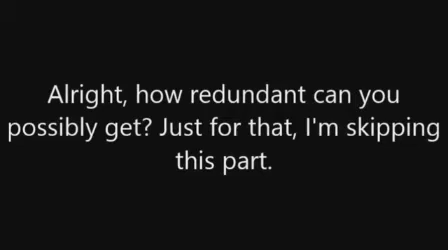 Alright, how redundant can you
possibly get? Just for that, I'm skipping
this part.